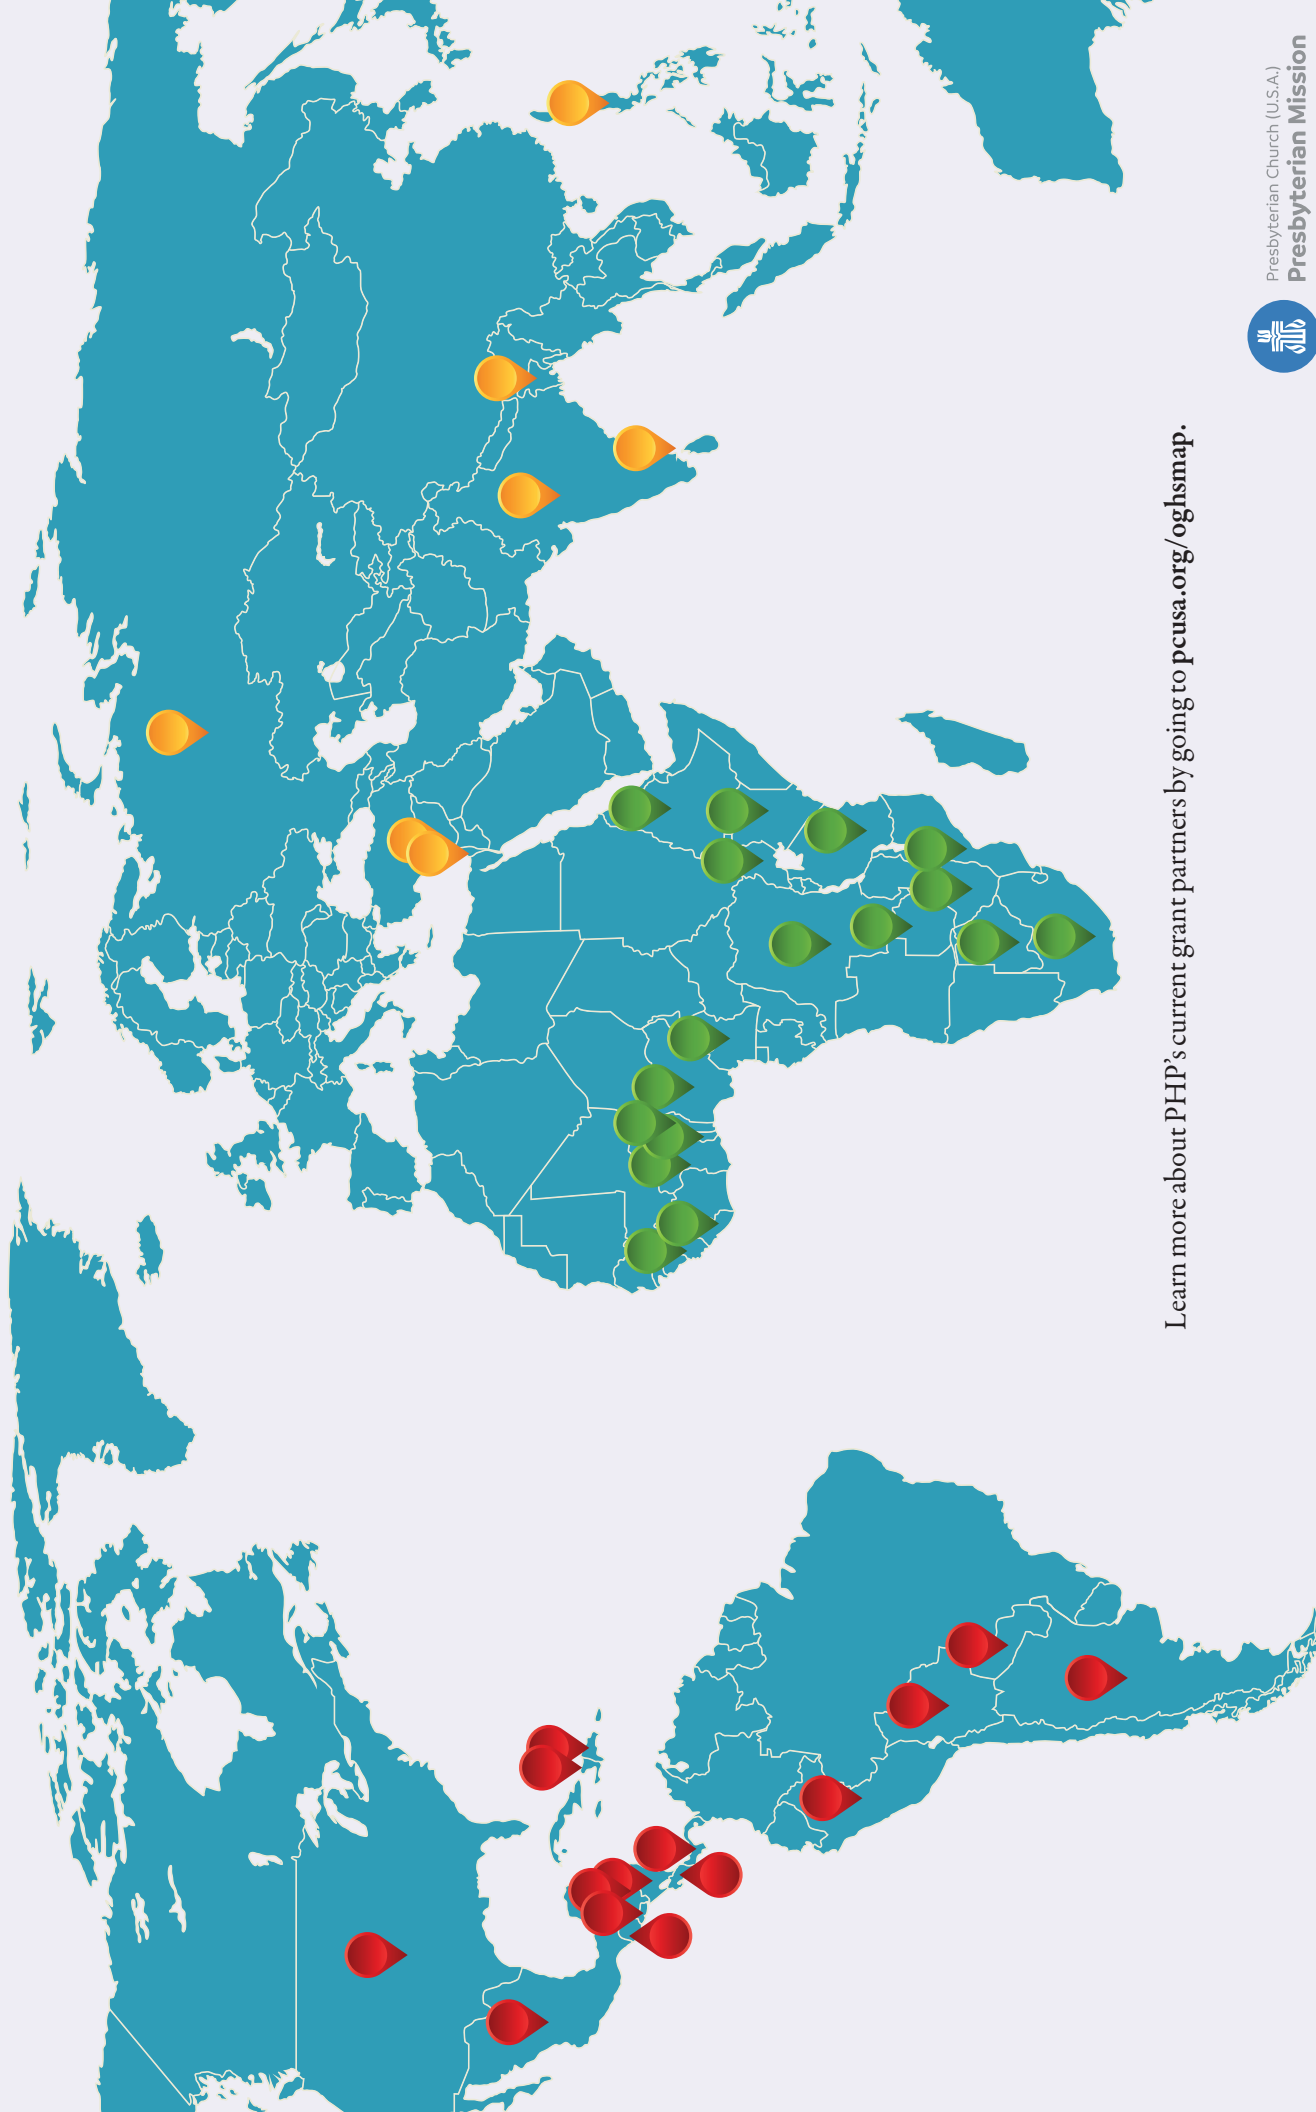 Learn more about PHP's current grant partners by going to pcusa.org/oghsmap.
Presbyterian Church (U.S.A.)
Presbyterian Mission